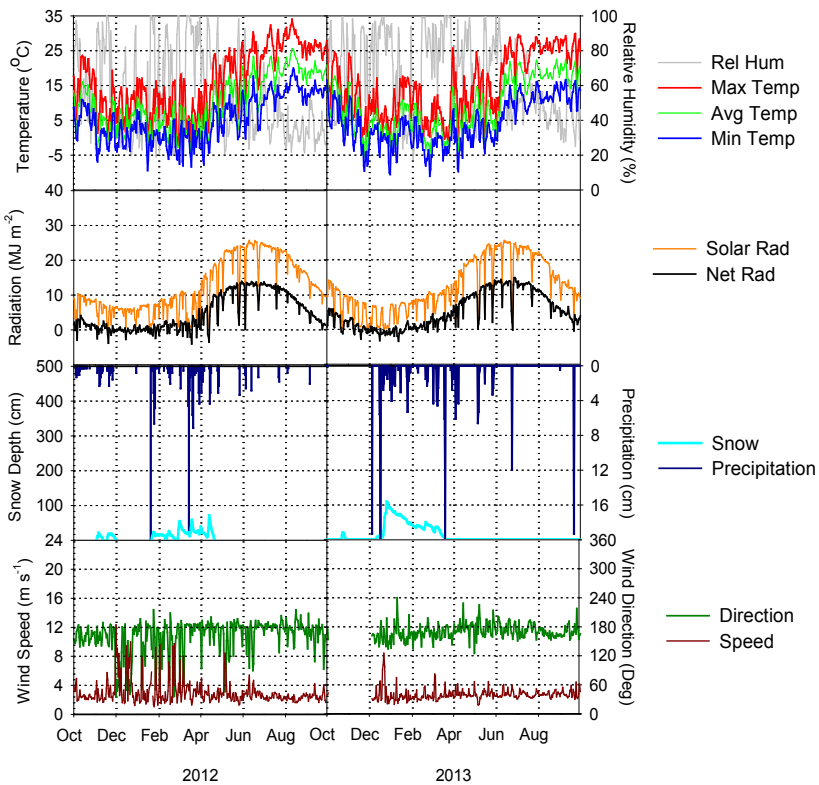 35
25
15
5
-5
Temperature (°C)
100
80
60
40
20
0
Relative Humidity (%)
Rel Hum
Max Temp
Avg Temp
Min Temp
40
30
20
10
0
Radiation (MJ m-2)
Solar Rad
Net Rad
500
400
300
200
100
Snow Depth (cm)
0
4
8
12
16
Precipitation (cm)
Snow
Precipitation
24
20
16
12
8
4
0
Wind Speed (m s-1)
360
300
240
180
120
60
0
Wind Direction (Deg)
Direction
Speed
Oct Dec Feb Apr Jun Aug Oct Dec Feb Apr Jun Aug
2012 2013